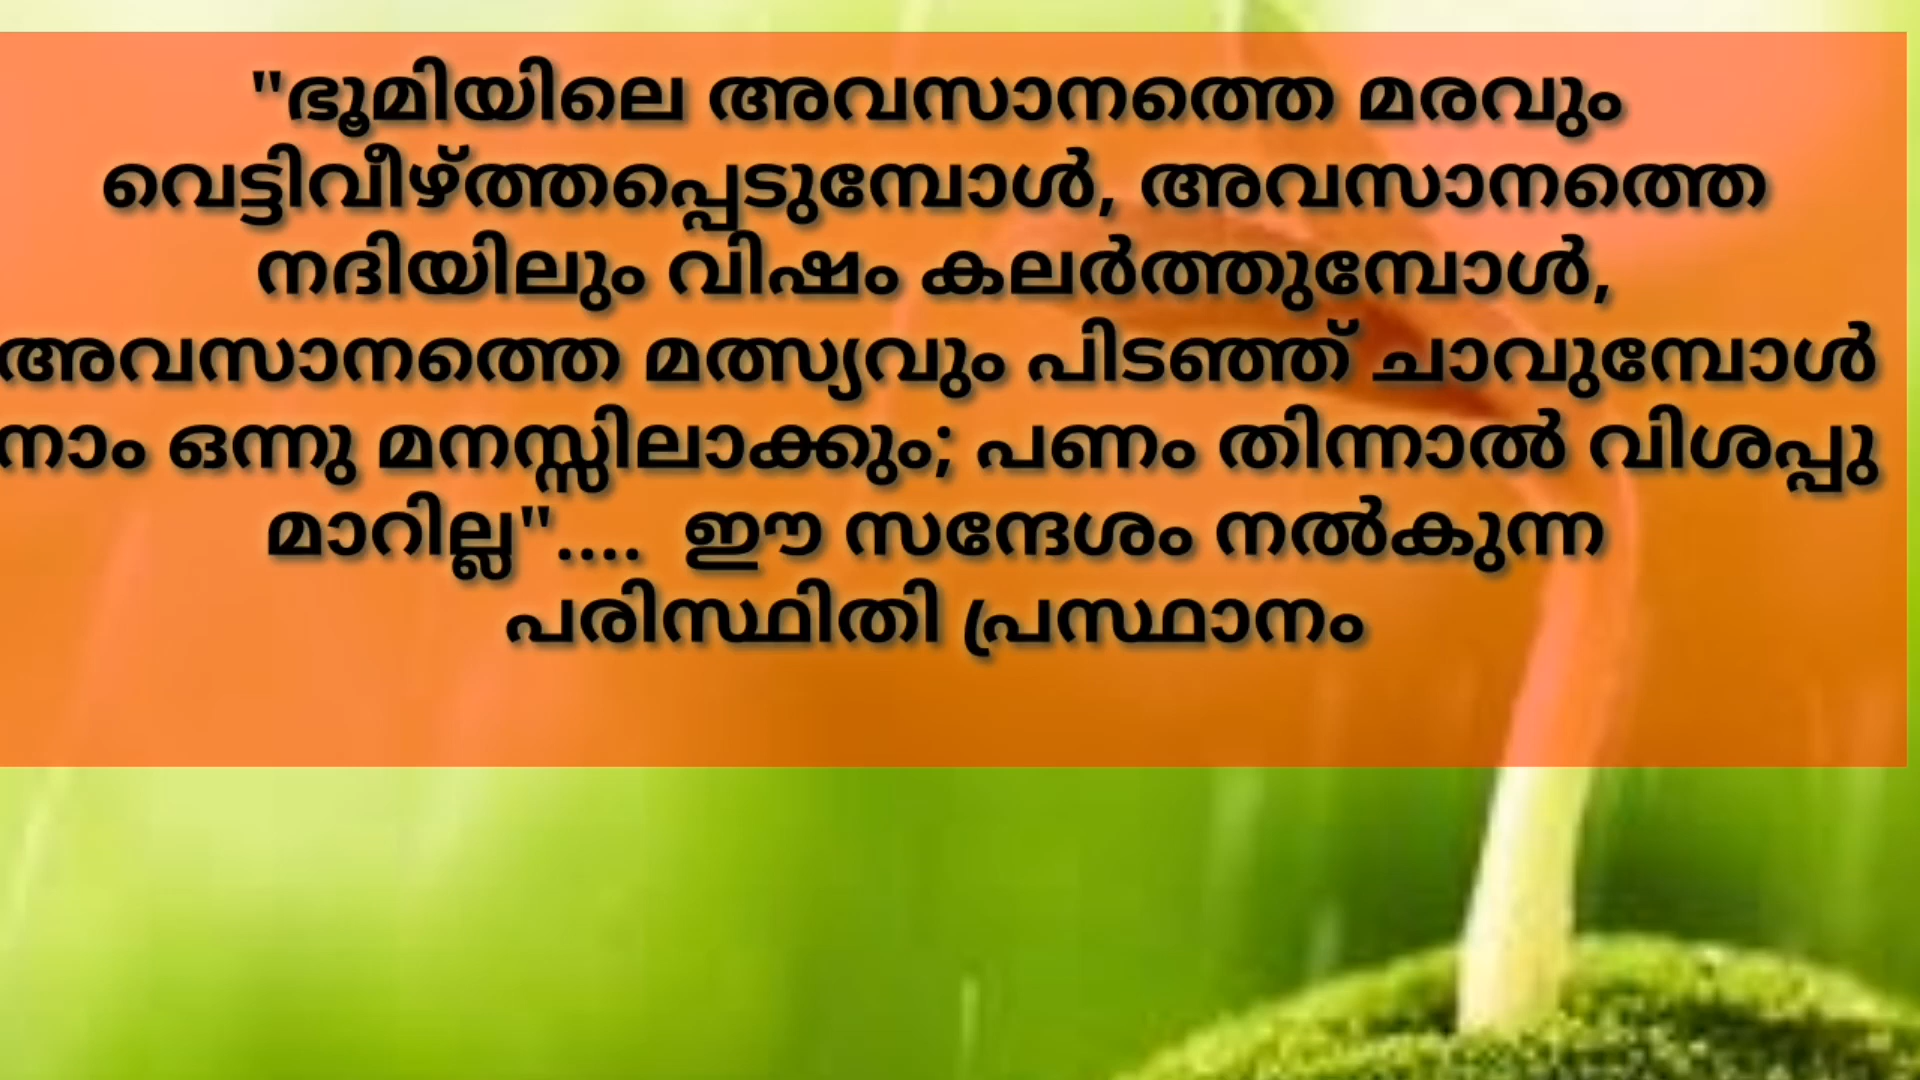 "ഭൂമിയിലെ അവസാനത്തെ മരവും
വെട്ടിവീഴ്ത്തപ്പെടുമ്പോൾ, അവസാനത്തെ
നദിയിലും വിഷം കലർത്തുമ്പോൾ,
അവസാനത്തെ മത്സ്യവും പിടഞ്ഞ് ചാവുമ്പോൾ
നാം ഒന്നു മനസ്സിലാക്കും; പണം തിന്നാൽ വിശപ്പു
മാറില്ല".... ഈ സന്ദേശം നൽകുന്ന
പരിസ്ഥിതി പ്രസ്ഥാനം